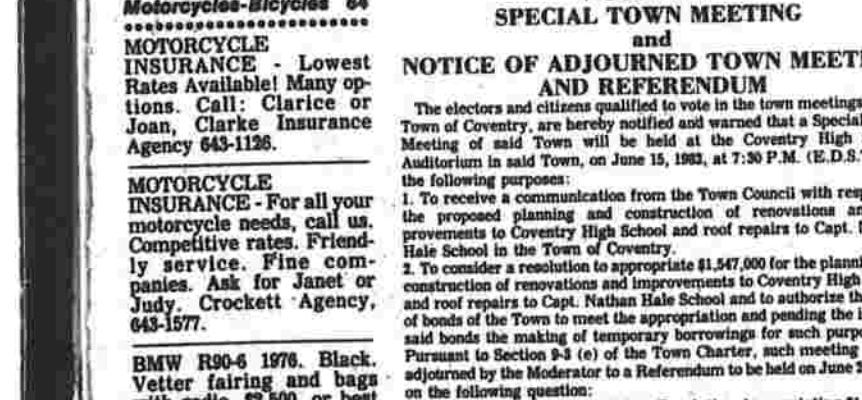 Motorcycles-Bicycles 64
MOTORCYCLE
INSURANCE - Lowest
Rates Available! Many op-
tions. Call: Clarice or
Joan, Clarke Insurance
Agency 643-1126.
MOTORCYCLE
INSURANCE - For all your
motorcycle needs, call us.
Competitive rates. Friend-
ly service. Fine com-
panies. Ask for Janet or
Judy. Crockett Agency,
643-1577.
BMW R90-6 1976. Black.
Vetter fairing and bags
with radio. $2,500 or best
SPECIAL TOWN MEETING
and
NOTICE OF ADJOURNED TOWN MEETI
AND REFERENDUM
The electors and citizens qualified to vote in the town meetings
Town of Coventry, are hereby notified and warned that a Special
Meeting of said Town will be held at the Coventry High
Auditorium in said Town, on June 15, 1983, at 7:30 P.M. (E.D.S.
the following purposes:
1. To receive a communication from the Town Council with res
the proposed planning and construction of renovations an
provements to Coventry High School and roof repairs to Capt.
Hale School in the Town of Coventry.
2. To consider a resolution to appropriate $1,547,000 for the planni
construction of renovations and improvements to Coventry High
and roof repairs to Capt. Nathan Hale School and to authorize th
of bonds of the Town to meet the appropriation and pending the i
said bonds the making of temporary borrowings for such purp
Pursuant to Section 9-3 (e) of the Town Charter, such meeting
adjourned by the Moderator to a Referendum to be held on June
on the following question: